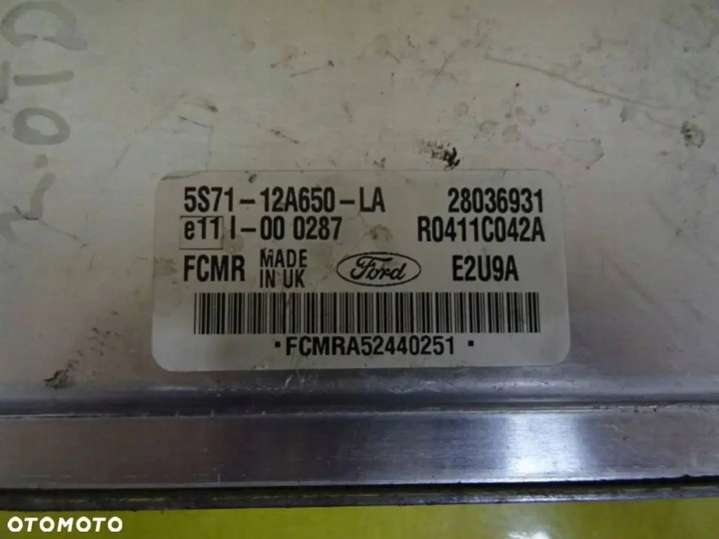 5S71-12A650-LA 28036931
e11 I-00 0287 R0411C042A
FCMR MADE IN UK Ford E2U9A
·FCMRA52440251·
OTOMOTO